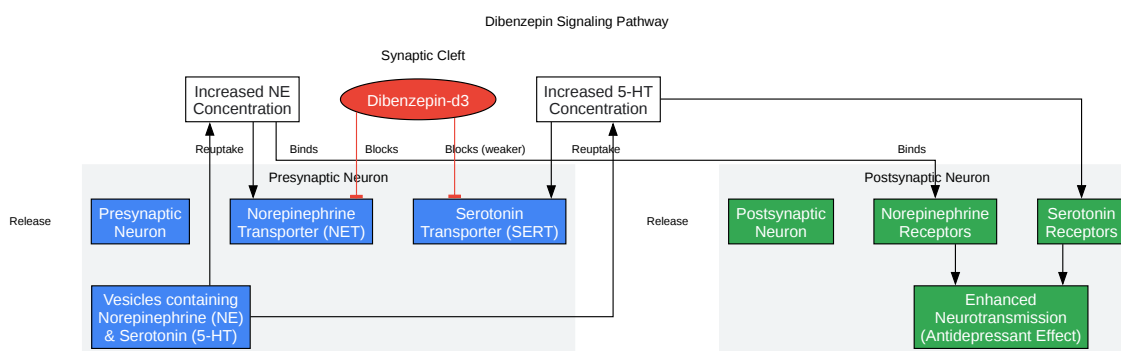 Dibenzepin Signaling Pathway
Synaptic Cleft
Increased NE
Concentration
Dibenzepin-d3
Increased 5-HT
Concentration
Reuptake
Binds
Blocks
Blocks (weaker)
Reuptake
Binds
Presynaptic Neuron
Postsynaptic Neuron
Release
Presynaptic
Neuron
Norepinephrine
Transporter (NET)
Serotonin
Transporter (SERT)
Release
Postsynaptic
Neuron
Norepinephrine
Receptors
Serotonin
Receptors
Vesicles containing
Norepinephrine (NE)
& Serotonin (5-HT)
Enhanced
Neurotransmission
(Antidepressant Effect)